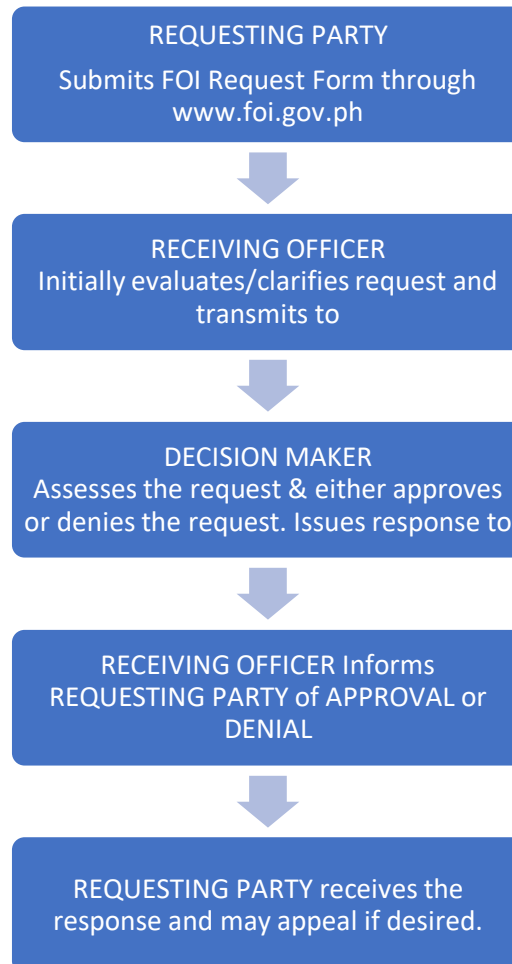 REQUESTING PARTY
Submits FOI Request Form through
www.foi.gov.ph
RECEIVING OFFICER
Initially evaluates/clarifies request and
transmits to
DECISION MAKER
Assesses the request & either approves
or denies the request. Issues response to
RECEIVING OFFICER Informs
REQUESTING PARTY of APPROVAL or
DENIAL
REQUESTING PARTY receives the
response and may appeal if desired.